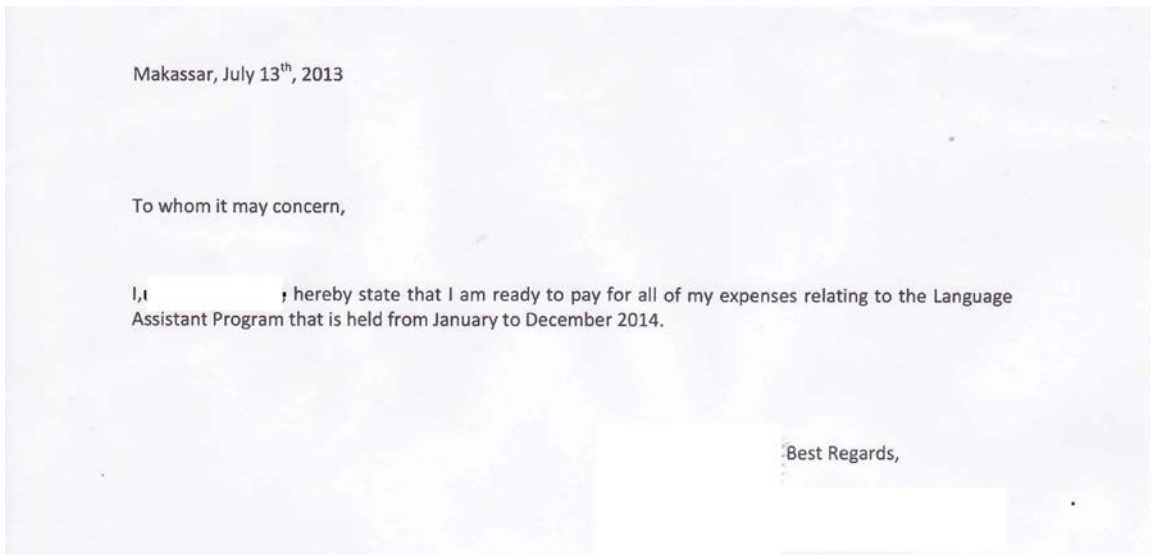 Makassar, July 13th, 2013
To whom it may concern,
I, , hereby state that I am ready to pay for all of my expenses relating to the Language
Assistant Program that is held from January to December 2014.
Best Regards,